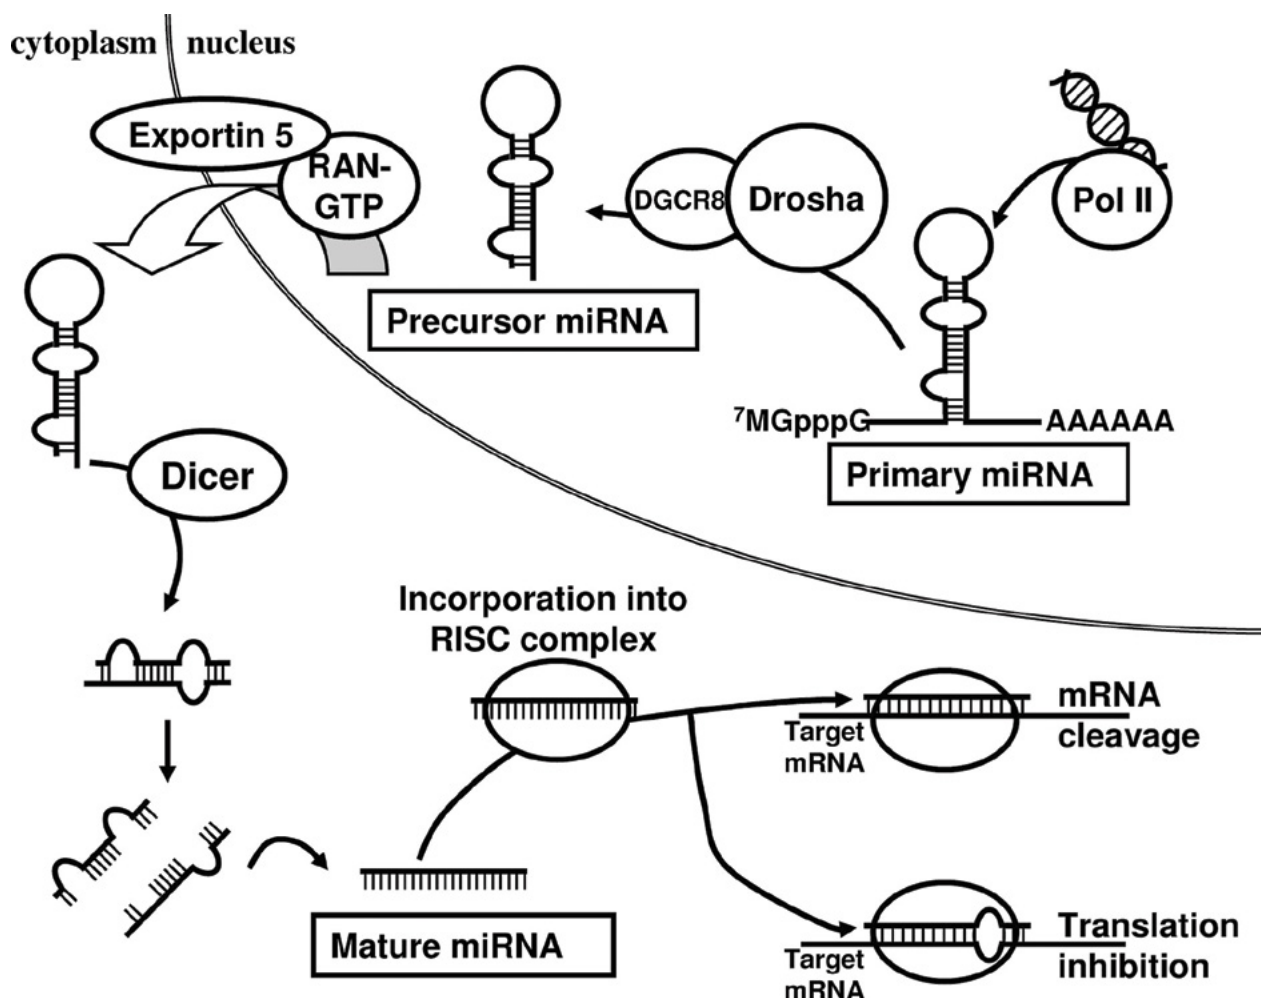 cytoplasm nucleus
Exportin 5
RAN-
GTP
DGCR8
Drosha
Pol II
Precursor miRNA
⁷MGpppG
AAAAAA
Primary miRNA
Dicer
Incorporation into
RISC complex
mRNA
cleavage
Target
mRNA
Mature miRNA
Translation
inhibition
Target
mRNA